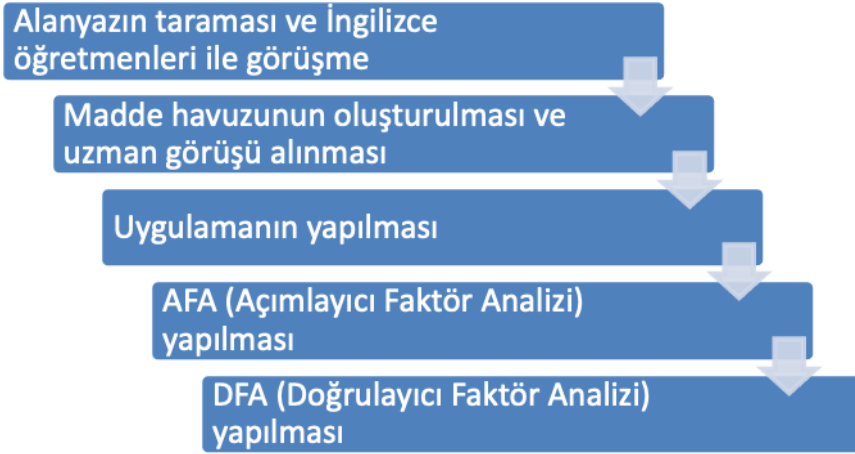 Alanyazın taraması ve İngilizce
öğretmenleri ile görüşme
Madde havuzunun oluşturulması ve
uzman görüşü alınması
Uygulamanın yapılması
AFA (Açımlayıcı Faktör Analizi)
yapılması
DFA (Doğrulayıcı Faktör Analizi)
yapılması